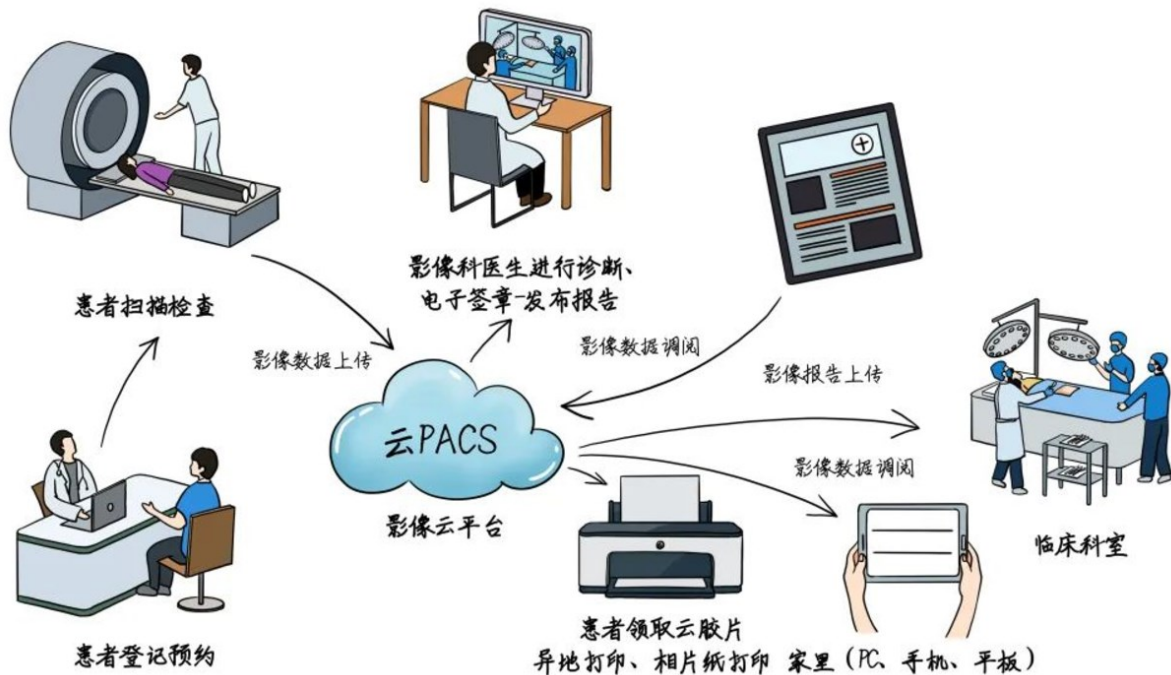 患者扫描检查
影像科医生进行诊断、
电子签章-发布报告
影像数据上传
影像数据调阅
影像报告上传
云PACS
影像云平台
影像数据调阅
临床科室
患者登记预约
患者领取云胶片
异地打印、相片纸打印 家里（PC、手机、平板）